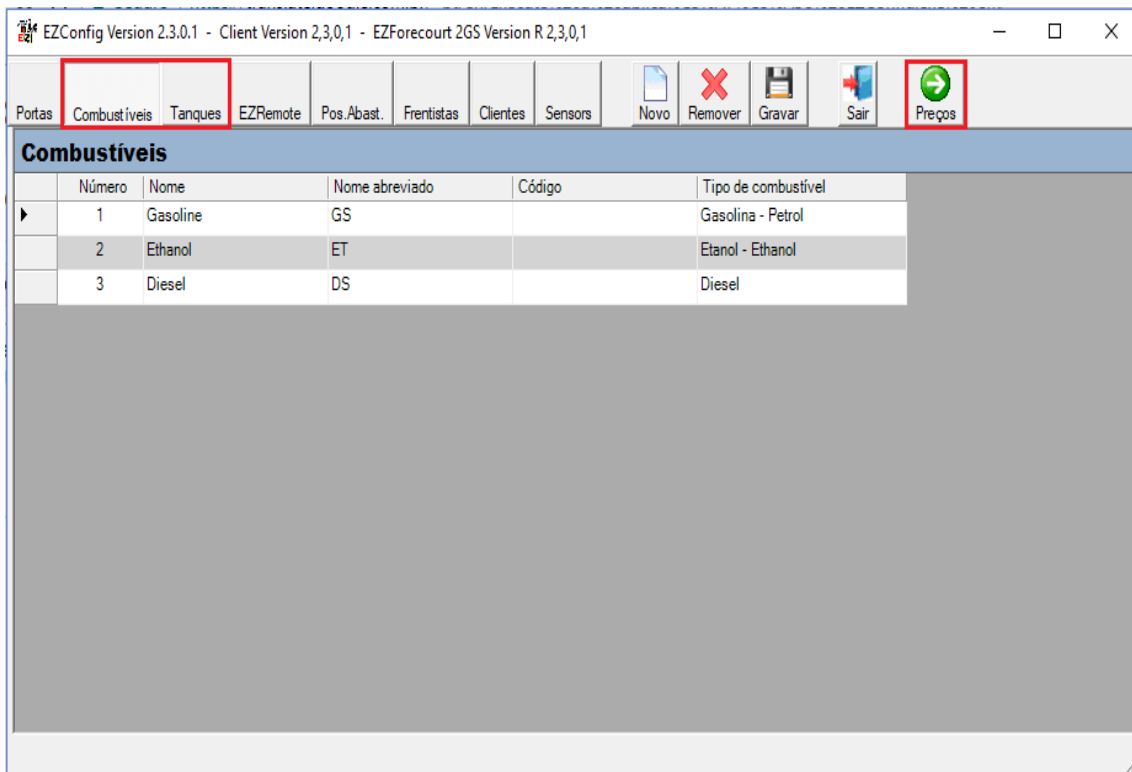 EZConfig Version 2.3.0.1 - Client Version 2,3,0,1 - EZForecourt 2GS Version R 2,3,0,1
Portas Combustíveis Tanques EZRemote Pos.Abast. Frentistas Clientes Sensors Novo Remover Gravar Sair Preços
Combustíveis
Número Nome Nome abreviado Código Tipo de combustível
1 Gasoline GS Gasolina - Petrol
2 Ethanol ET Etanol - Ethanol
3 Diesel DS Diesel